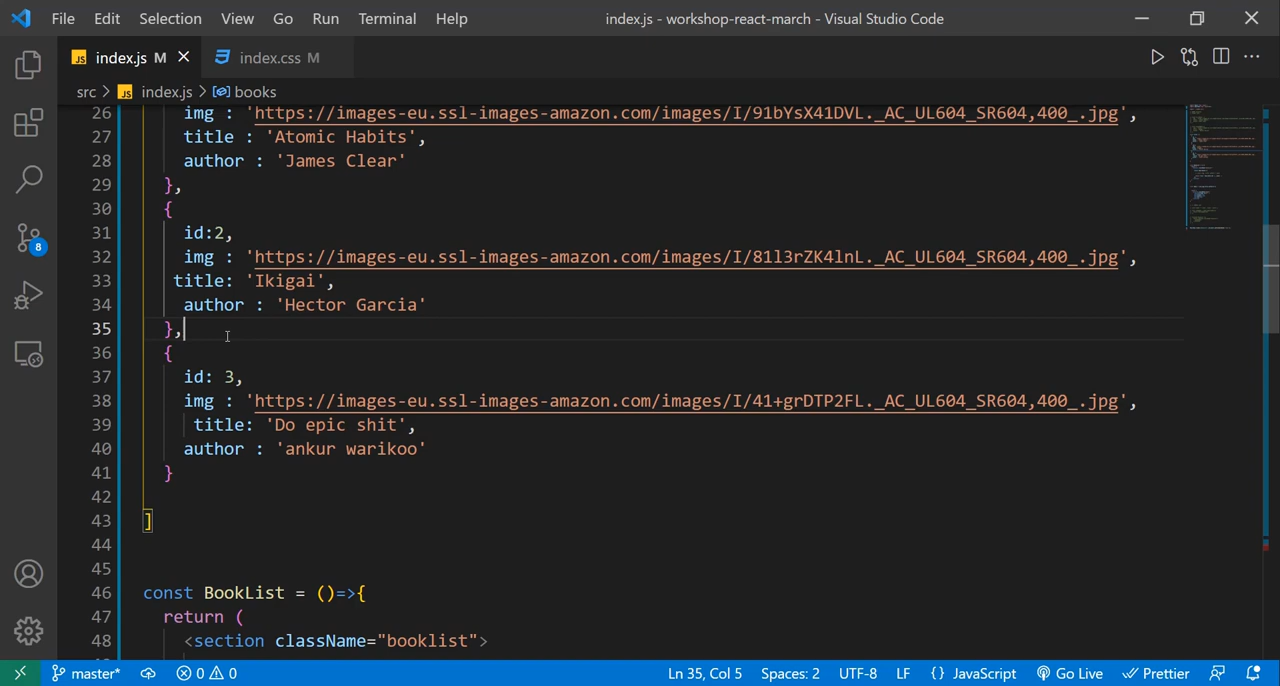 File Edit Selection View Go Run Terminal Help index.js - workshop-react-march - Visual Studio Code
JS index.js M index.css M
src > JS index.js > books
26 img : 'https://images-eu.ssl-images-amazon.com/images/I/91bYsX41DVL._AC_UL604_SR604,400_.jpg',
27 title : 'Atomic Habits',
28 author : 'James Clear'
29 },
30 {
31 id:2,
32 img : 'https://images-eu.ssl-images-amazon.com/images/I/81l3rZK4lnL._AC_UL604_SR604,400_.jpg',
33 title: 'Ikigai',
34 author : 'Hector Garcia'
35 },
36 {
37 id: 3,
38 img : 'https://images-eu.ssl-images-amazon.com/images/I/41+grDTP2FL._AC_UL604_SR604,400_.jpg',
39 title: 'Do epic shit',
40 author : 'ankur warikoo'
41 }
42
43 ]
44
45
46 const BookList = ()=>{
47 return (
48 <section className="booklist">
8
master* 0 0 Ln 35, Col 5 Spaces: 2 UTF-8 LF {} JavaScript Go Live Prettier